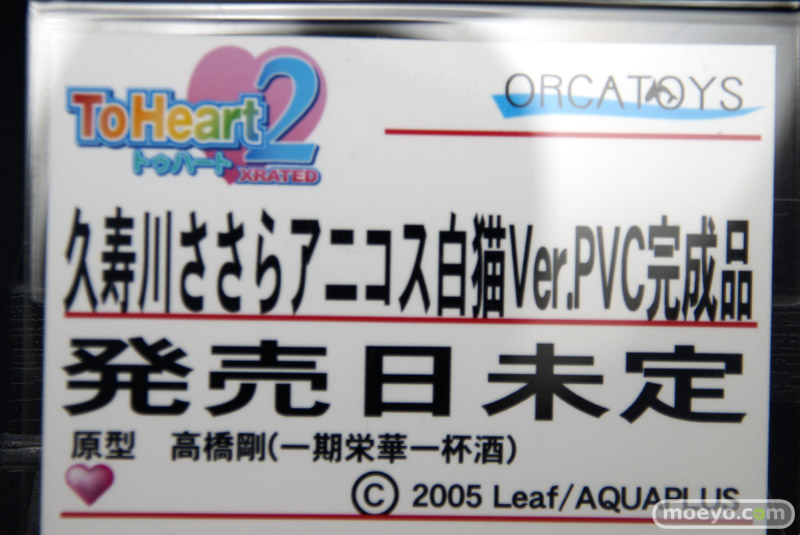 ToHeart2
トゥハート
XRATED
ORCATOYS
久寿川ささらアニコス白猫Ver.PVC完成品
発売日未定
原型 高橋剛(一期栄華一杯酒)
© 2005 Leaf/AQUAPLUS
moeyo.com